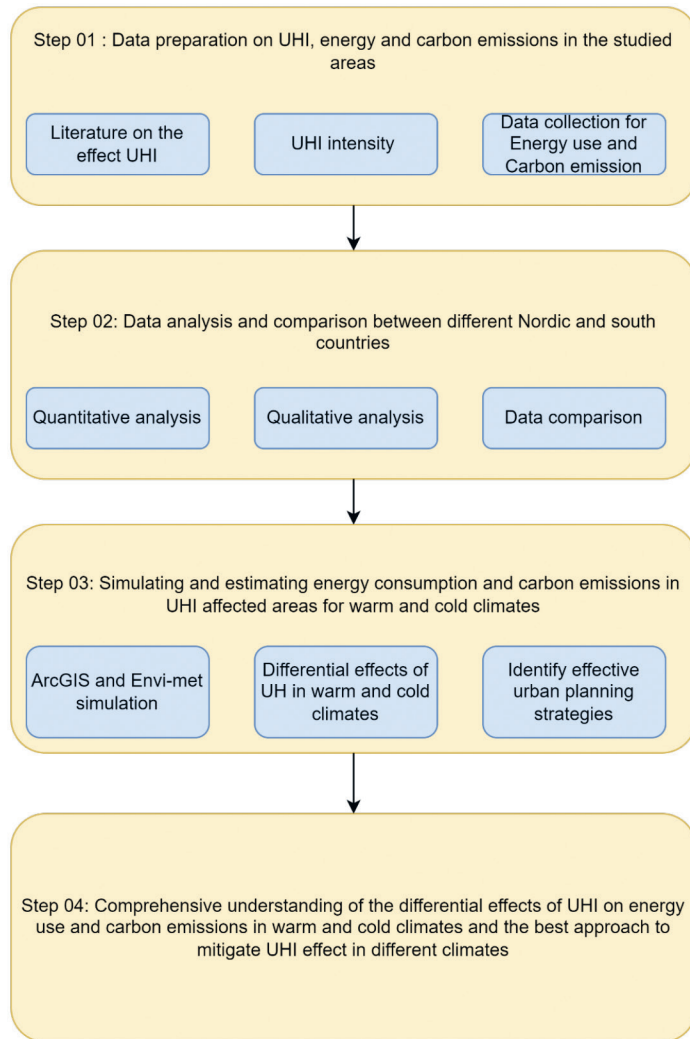 Step 01 : Data preparation on UHI, energy and carbon emissions in the studied
areas
Literature on the
effect UHI
UHI intensity
Data collection for
Energy use and
Carbon emission
Step 02: Data analysis and comparison between different Nordic and south
countries
Quantitative analysis
Qualitative analysis
Data comparison
Step 03: Simulating and estimating energy consumption and carbon emissions in
UHI affected areas for warm and cold climates
ArcGIS and Envi-met
simulation
Differential effects of
UH in warm and cold
climates
Identify effective
urban planning
strategies
Step 04: Comprehensive understanding of the differential effects of UHI on energy
use and carbon emissions in warm and cold climates and the best approach to
mitigate UHI effect in different climates